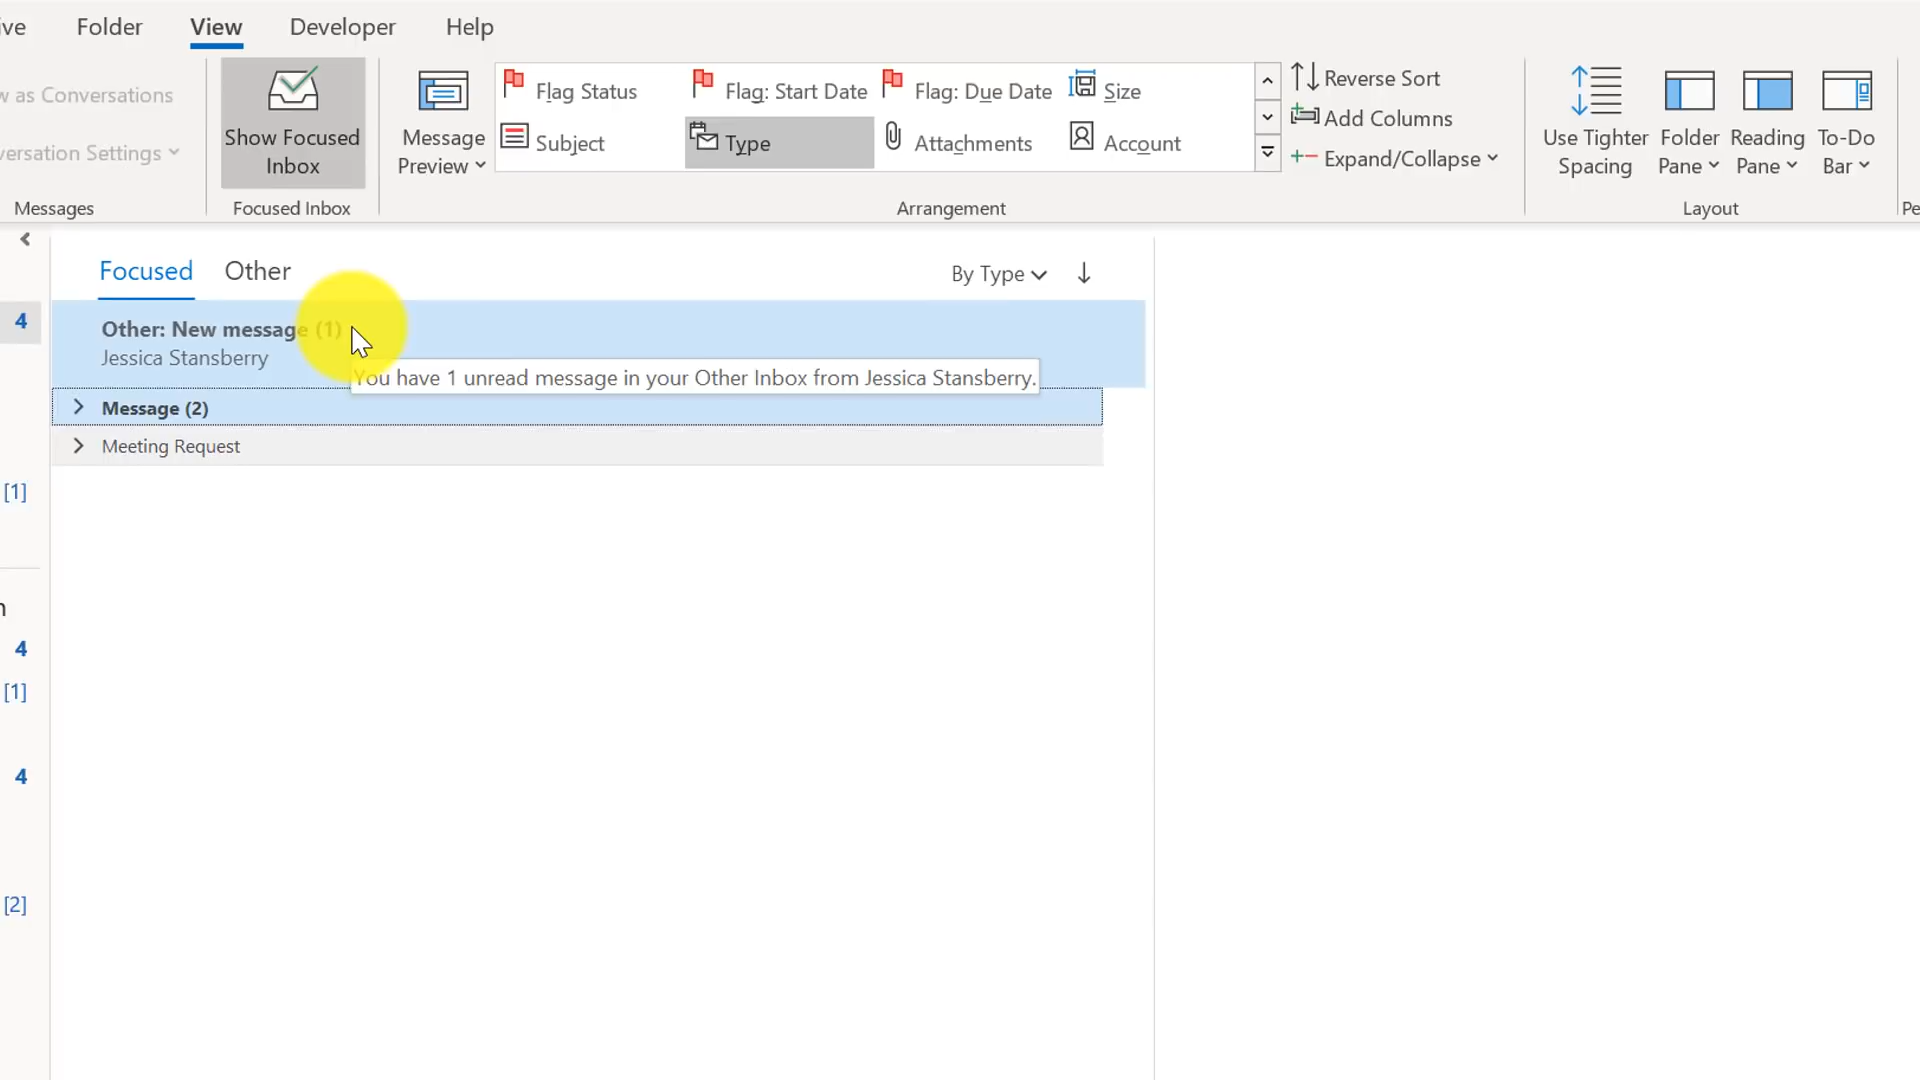 ive Folder View Developer Help
w as Conversations
versation Settings
Messages
Show Focused
Inbox
Focused Inbox
Message
Preview
Flag Status Flag: Start Date Flag: Due Date Size
Subject Type Attachments Account
Reverse Sort
Add Columns
Expand/Collapse
Arrangement
Use Tighter
Spacing
Folder
Pane
Reading
Pane
To-Do
Bar
Layout
Pe
Focused Other By Type
Other: New message (1)
Jessica Stansberry
You have 1 unread message in your Other Inbox from Jessica Stansberry.
Message (2)
Meeting Request
4
[1]
n
4
[1]
4
[2]